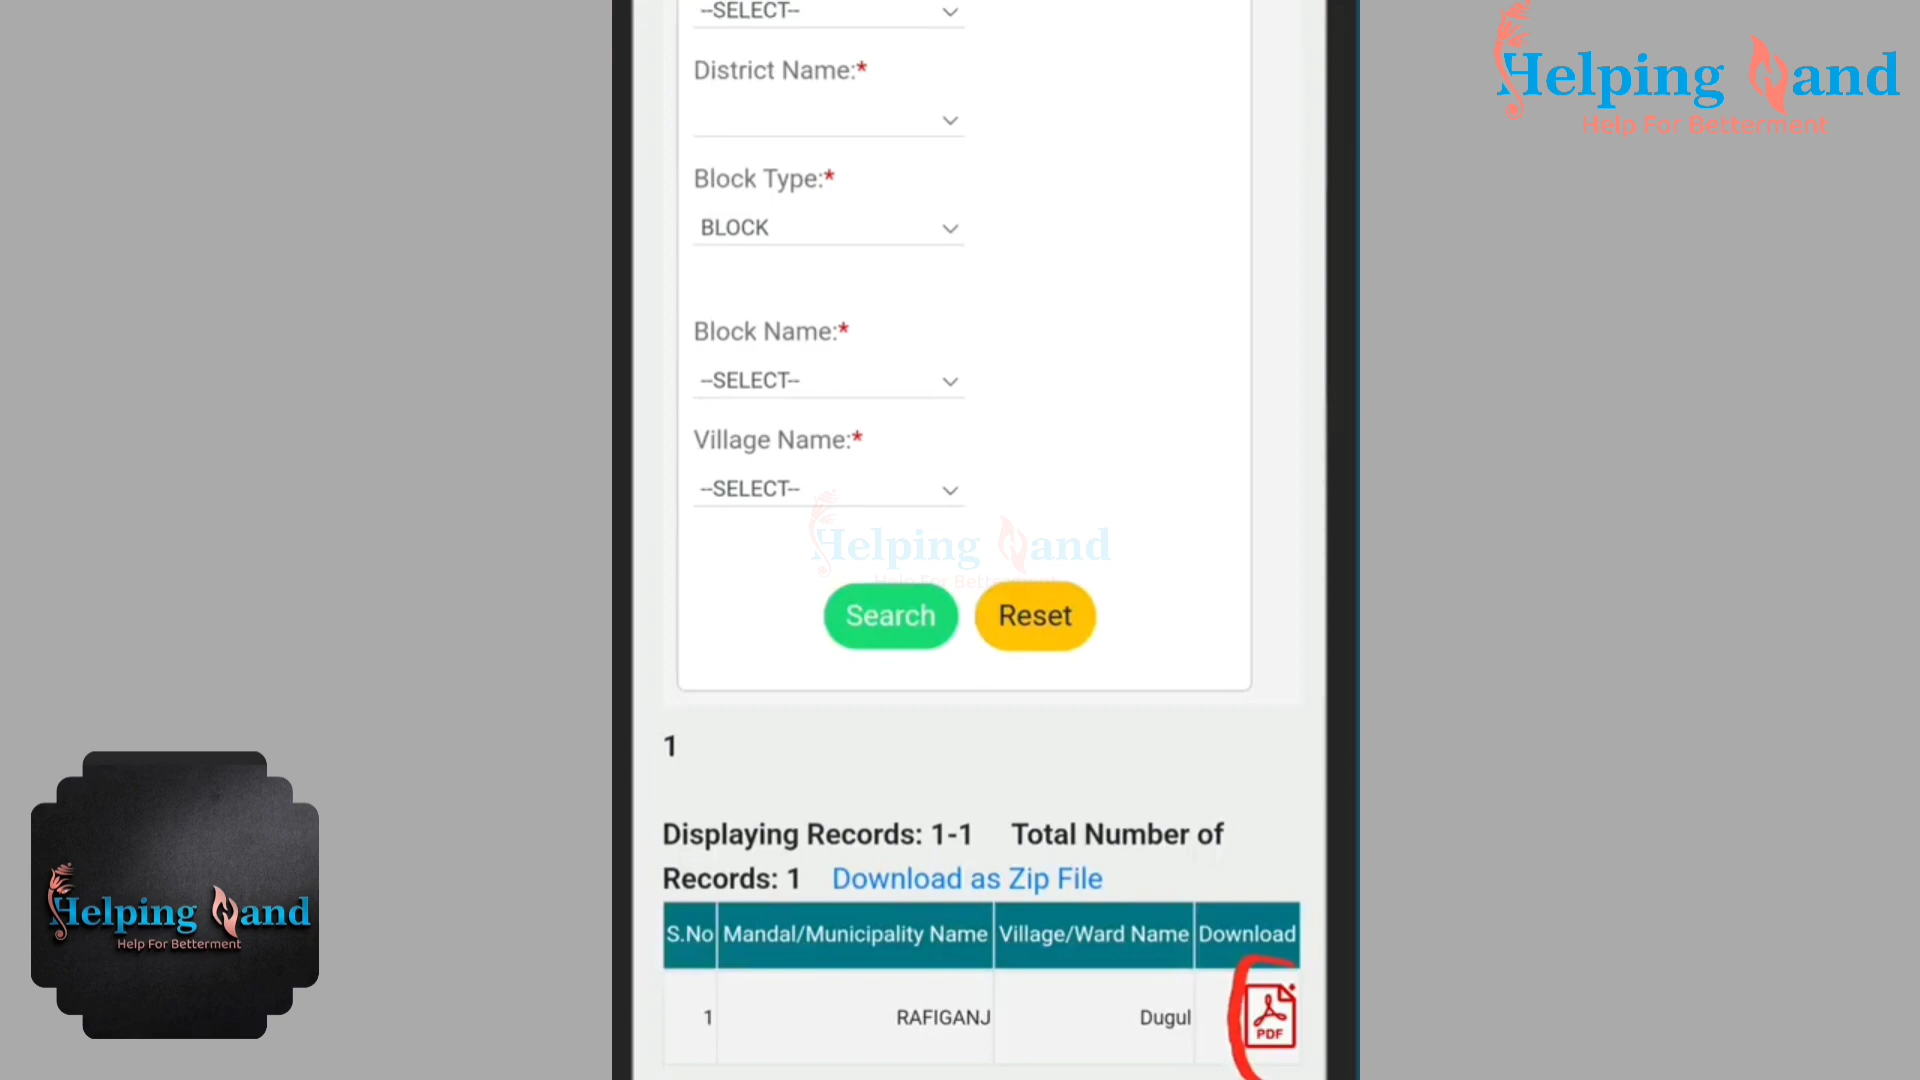 --SELECT--
District Name:*
Block Type:*
BLOCK
Block Name:*
--SELECT--
Village Name:*
--SELECT--
Helping Hand
Search Reset
1
Displaying Records: 1-1 Total Number of
Records: 1 Download as Zip File
S.No Mandal/Municipality Name Village/Ward Name Download
1 RAFIGANJ Dugul PDF
Helping Hand
Help For Betterment
Helping Hand
Help For Betterment